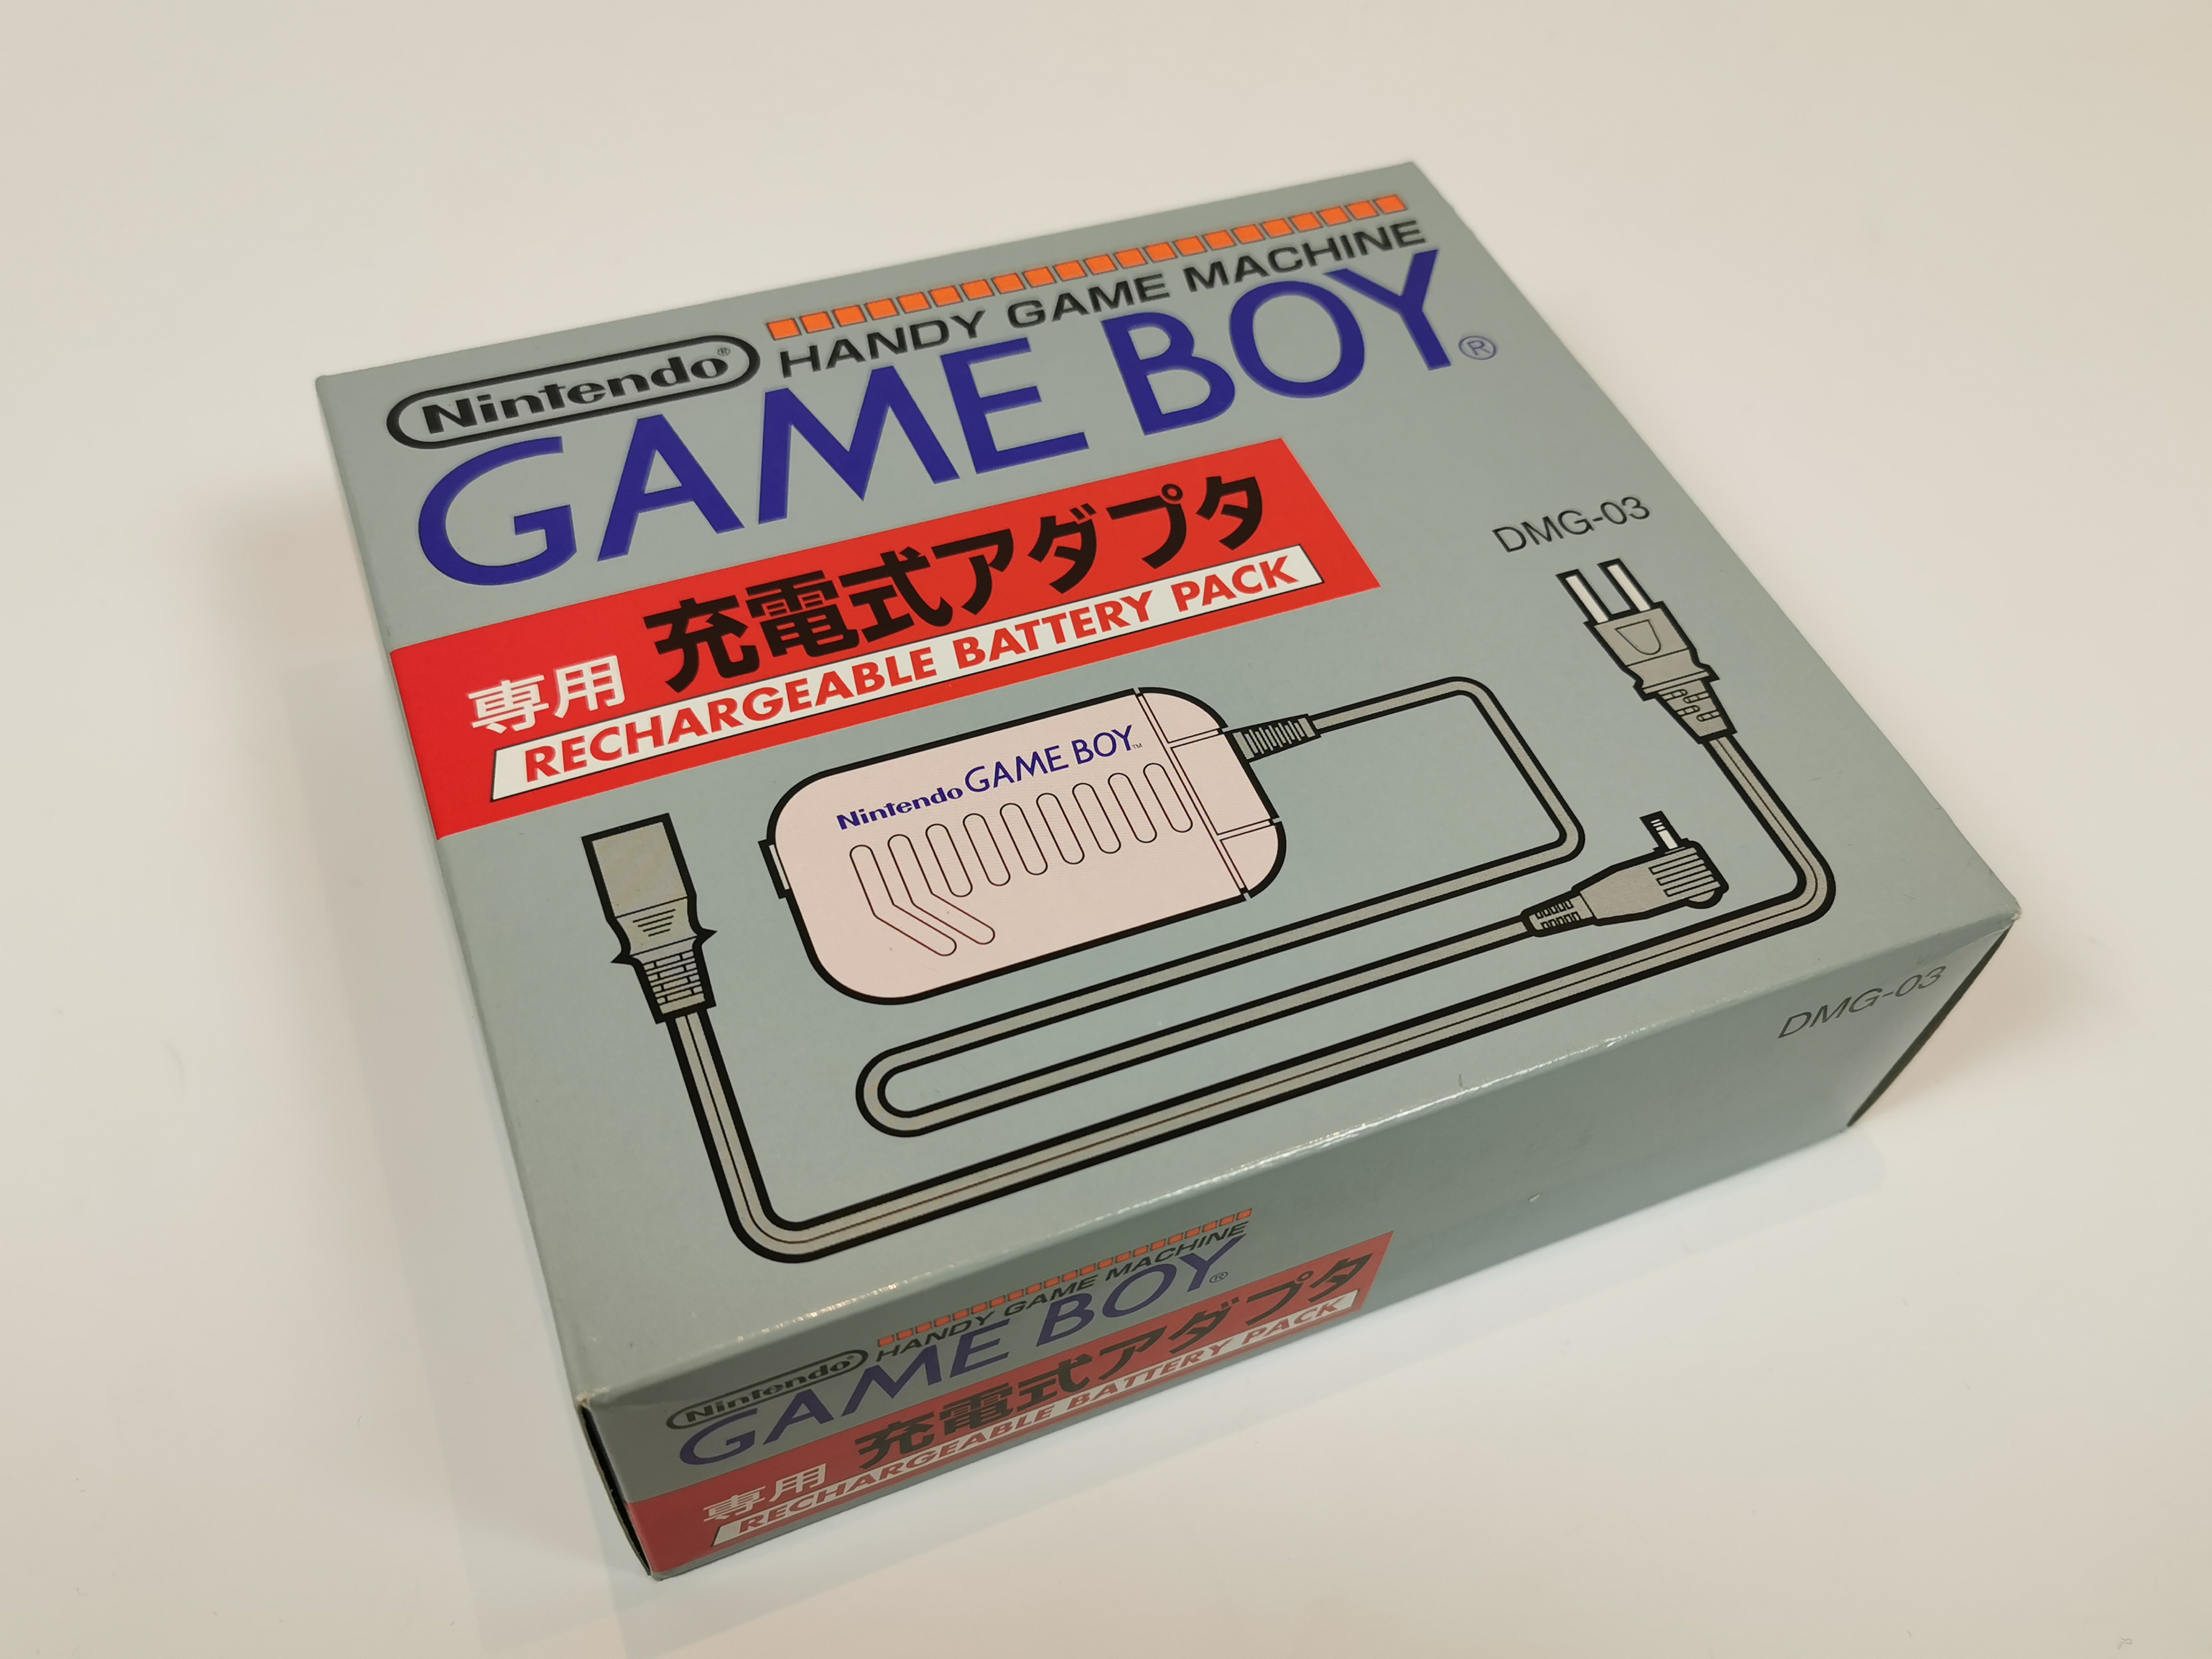 Nintendo®
HANDY GAME MACHINE
GAME BOY®
専用 充電式アダプタ
RECHARGEABLE BATTERY PACK
DMG-03
Nintendo GAME BOY™
DMG-03
Nintendo
HANDY GAME MACHINE
GAME BOY®
専用 充電式アダプタ
RECHARGEABLE BATTERY PACK